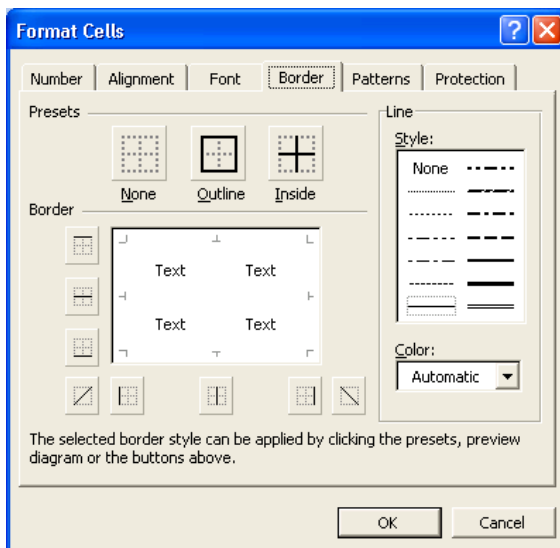 Format Cells
Number Alignment Font Border Patterns Protection
Presets
None Outline Inside
Border
Text Text
Text Text
Line
Style:
None
Color:
Automatic
The selected border style can be applied by clicking the presets, preview
diagram or the buttons above.
OK Cancel